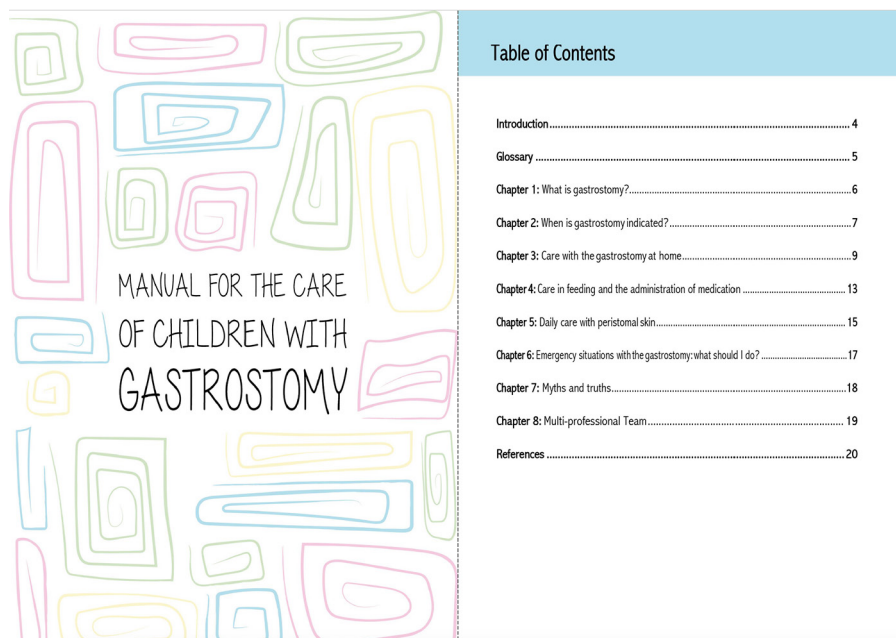 MANUAL FOR THE CARE
OF CHILDREN WITH
GASTROSTOMY
Table of Contents
Introduction........................................ 4
Glossary ........................................ 5
Chapter 1: What is gastrostomy?........................................6
Chapter 2: When is gastrostomy indicated?........................................7
Chapter 3: Care with the gastrostomy at home........................................9
Chapter 4: Care in feeding and the administration of medication ........................................ 13
Chapter 5: Daily care with peristomal skin........................................ 15
Chapter 6: Emergency situations with the gastrostomy: what should I do? ........................................17
Chapter 7: Myths and truths........................................18
Chapter 8: Multi-professional Team........................................ 19
References ........................................ 20